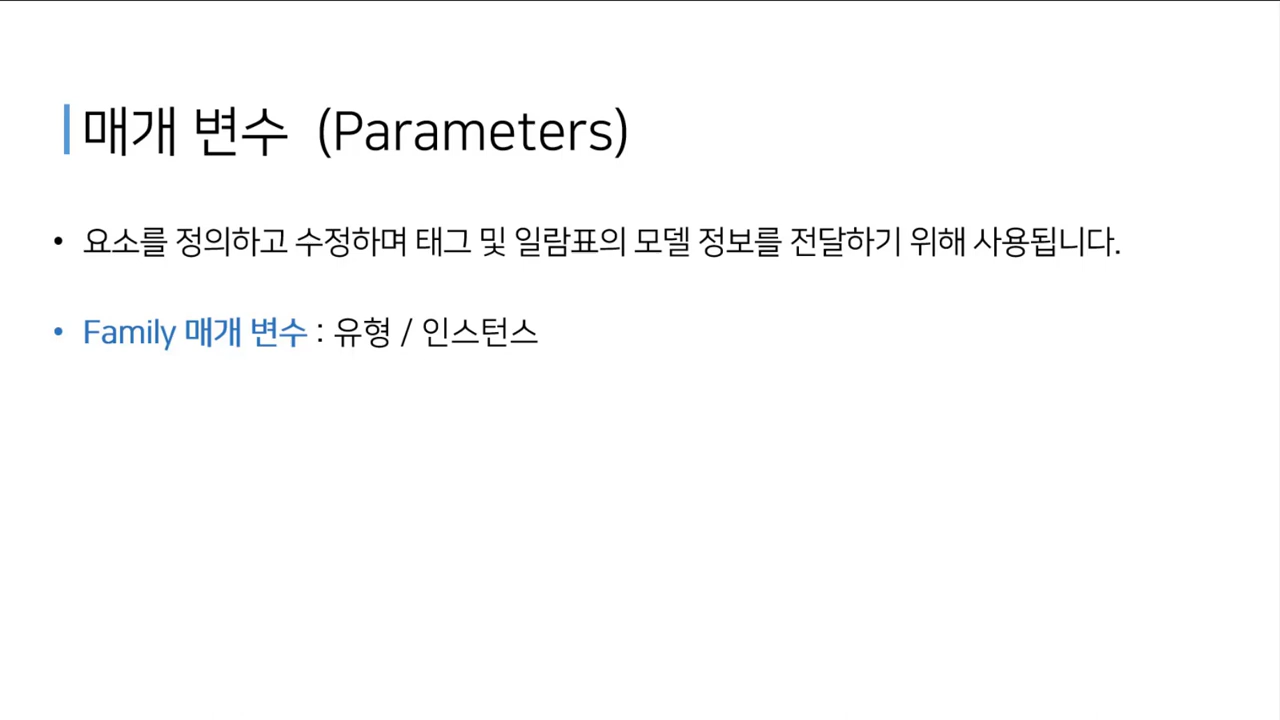 매개 변수 (Parameters)
• 요소를 정의하고 수정하며 태그 및 일람표의 모델 정보를 전달하기 위해 사용됩니다.
• Family 매개 변수 : 유형 / 인스턴스